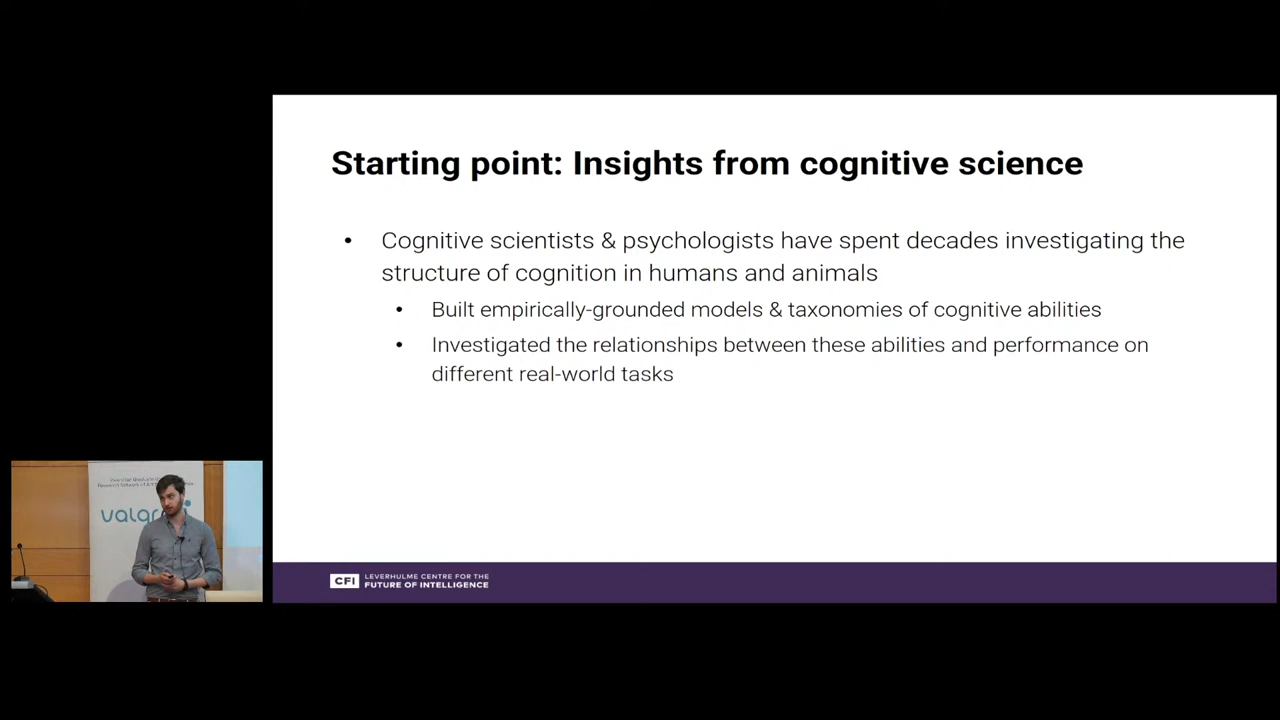 Starting point: Insights from cognitive science
• Cognitive scientists & psychologists have spent decades investigating the
structure of cognition in humans and animals
• Built empirically-grounded models & taxonomies of cognitive abilities
• Investigated the relationships between these abilities and performance on
different real-world tasks
CFI
LEVERHULME CENTRE FOR THE
FUTURE OF INTELLIGENCE